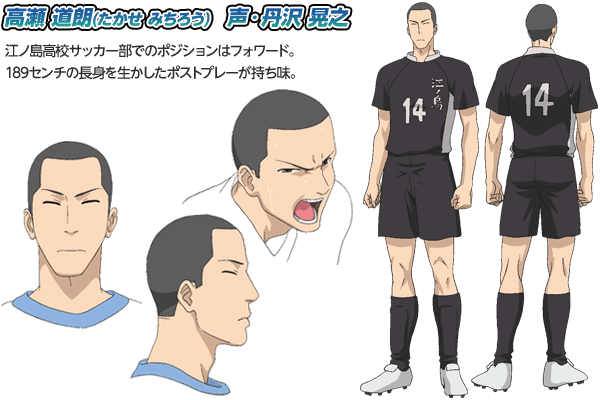 高瀬 道朗(たかせ みちろう) 声・丹沢 晃之
江ノ島高校サッカー部でのポジションはフォワード。
189センチの長身を生かしたポストプレーが持ち味。
江ノ島
14
14